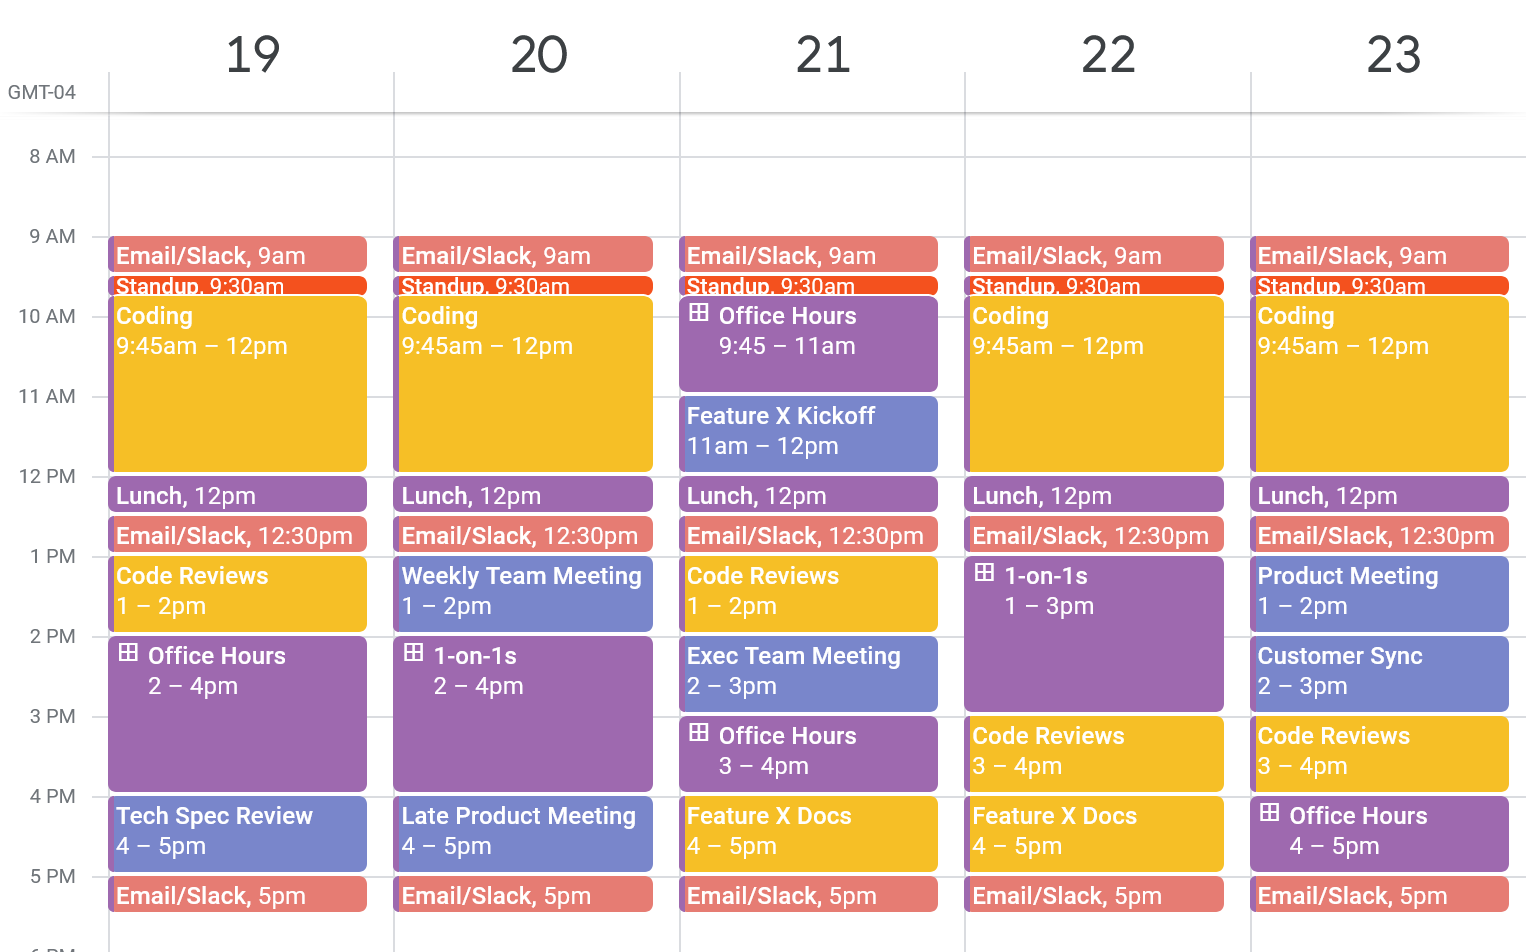 19
20
21
22
23
GMT-04
8 AM
9 AM
10 AM
11 AM
12 PM
1 PM
2 PM
3 PM
4 PM
5 PM
Email/Slack, 9am
Standup, 9:30am
Coding
9:45am – 12pm
Lunch, 12pm
Email/Slack, 12:30pm
Code Reviews
1 – 2pm
Office Hours
2 – 4pm
Tech Spec Review
4 – 5pm
Email/Slack, 5pm
Email/Slack, 9am
Standup, 9:30am
Coding
9:45am – 12pm
Lunch, 12pm
Email/Slack, 12:30pm
Weekly Team Meeting
1 – 2pm
1-on-1s
2 – 4pm
Late Product Meeting
4 – 5pm
Email/Slack, 5pm
Email/Slack, 9am
Standup, 9:30am
Office Hours
9:45 – 11am
Feature X Kickoff
11am – 12pm
Lunch, 12pm
Email/Slack, 12:30pm
Code Reviews
1 – 2pm
Exec Team Meeting
2 – 3pm
Office Hours
3 – 4pm
Feature X Docs
4 – 5pm
Email/Slack, 5pm
Email/Slack, 9am
Standup, 9:30am
Coding
9:45am – 12pm
Lunch, 12pm
Email/Slack, 12:30pm
1-on-1s
1 – 3pm
Code Reviews
3 – 4pm
Feature X Docs
4 – 5pm
Email/Slack, 5pm
Email/Slack, 9am
Standup, 9:30am
Coding
9:45am – 12pm
Lunch, 12pm
Email/Slack, 12:30pm
Product Meeting
1 – 2pm
Customer Sync
2 – 3pm
Code Reviews
3 – 4pm
Office Hours
4 – 5pm
Email/Slack, 5pm